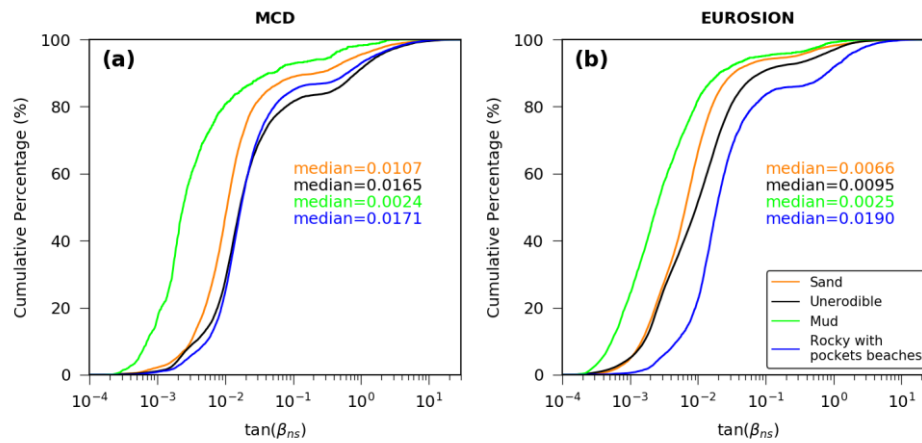 MCD
(a)
Cumulative Percentage (%)
100
80
60
40
20
0
median=0.0107
median=0.0165
median=0.0024
median=0.0171
10⁻⁴ 10⁻³ 10⁻² 10⁻¹ 10⁰ 10¹
tan(βns)
EUROSION
(b)
Cumulative Percentage (%)
100
80
60
40
20
0
median=0.0066
median=0.0095
median=0.0025
median=0.0190
Sand
Unerodible
Mud
Rocky with
pockets beaches
10⁻⁴ 10⁻³ 10⁻² 10⁻¹ 10⁰ 10¹
tan(βns)